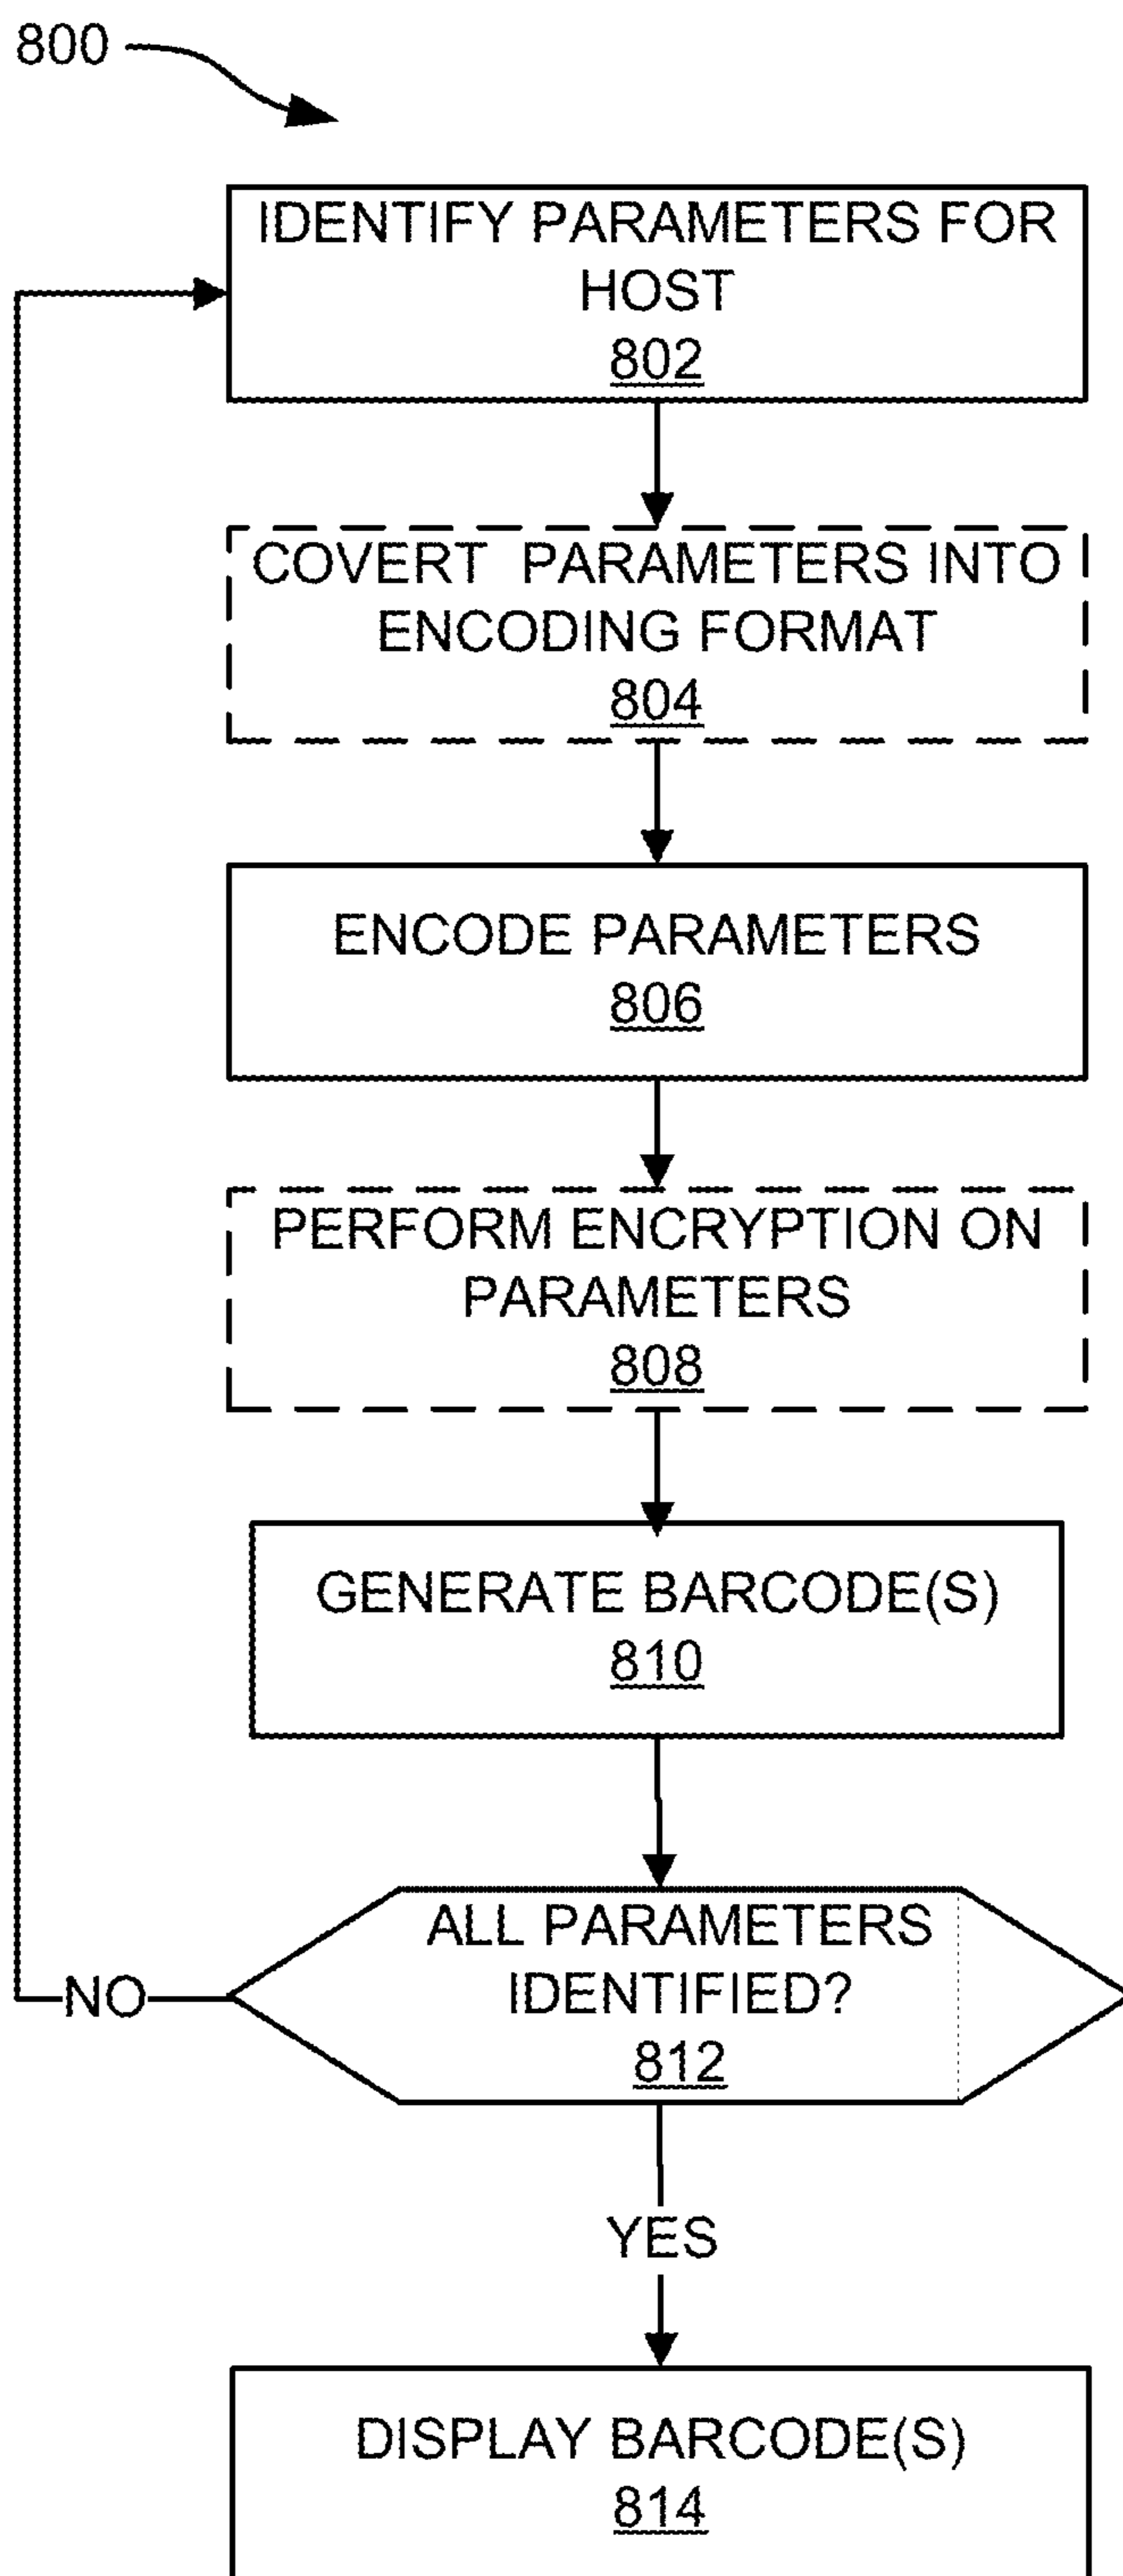 800
IDENTIFY PARAMETERS FOR
HOST
802
COVERT PARAMETERS INTO
ENCODING FORMAT
804
ENCODE PARAMETERS
806
PERFORM ENCRYPTION ON
PARAMETERS
808
GENERATE BARCODE(S)
810
ALL PARAMETERS
IDENTIFIED?
812
NO
YES
DISPLAY BARCODE(S)
814